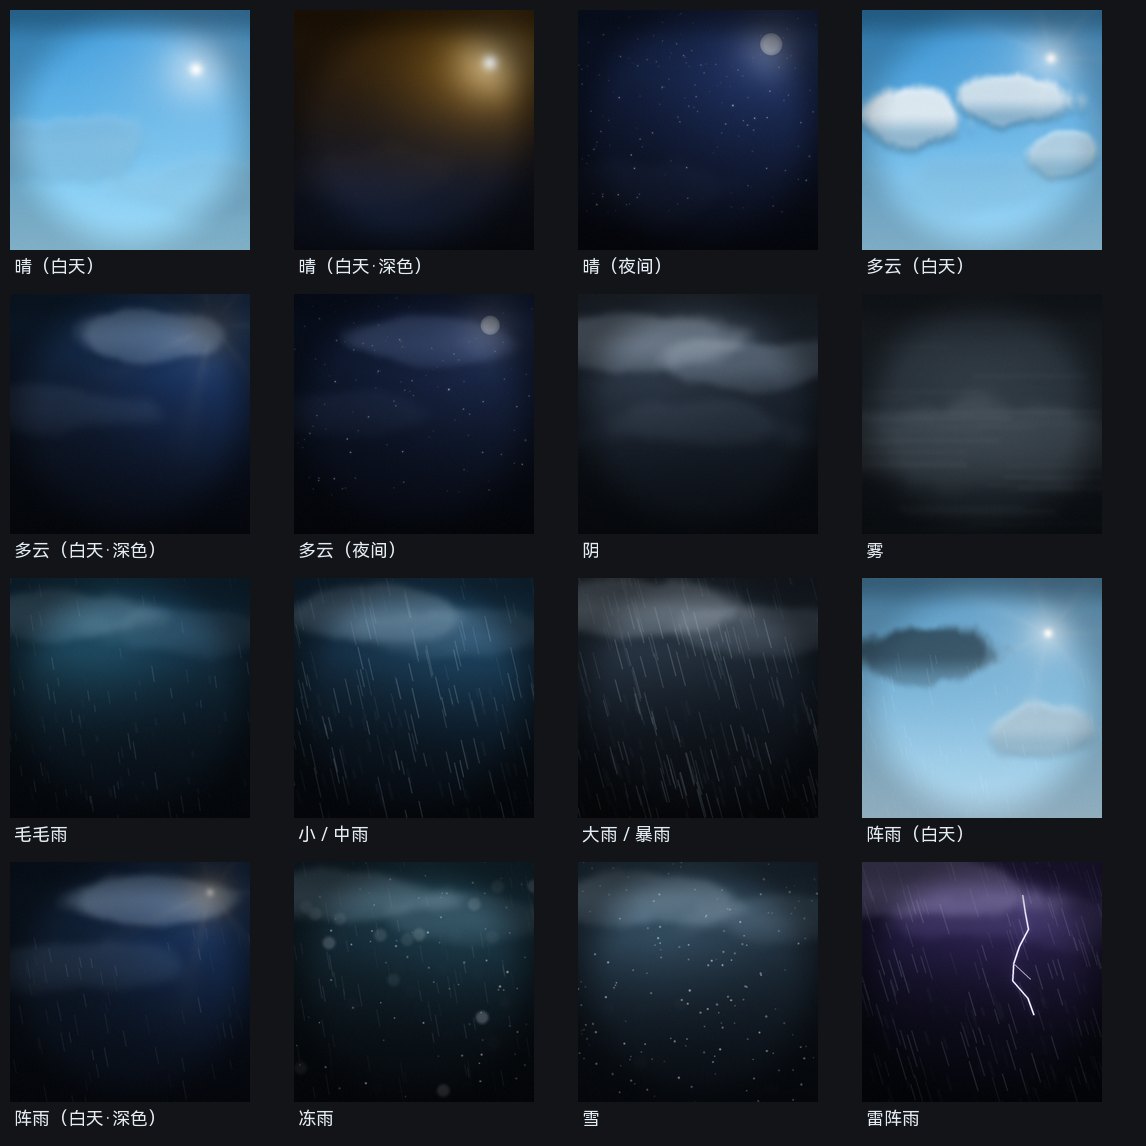 晴（白天）
晴（白天·深色）
晴（夜间）
多云（白天）
多云（白天·深色）
多云（夜间）
阴
雾
毛毛雨
小 / 中雨
大雨 / 暴雨
阵雨（白天）
阵雨（白天·深色）
冻雨
雪
雷阵雨